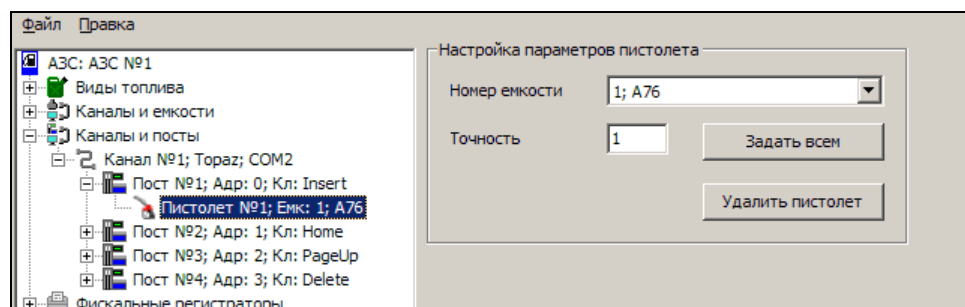 Файл Правка
АЗС: АЗС №1
Виды топлива
Каналы и емкости
Каналы и посты
Канал №1; Topaz; COM2
Пост №1; Адр: 0; Кл: Insert
Пистолет №1; Емк: 1; А76
Пост №2; Адр: 1; Кл: Home
Пост №3; Адр: 2; Кл: PageUp
Пост №4; Адр: 3; Кл: Delete
Фискальные регистраторы
Настройка параметров пистолета
Номер емкости 1; А76
Точность 1 Задать всем
Удалить пистолет